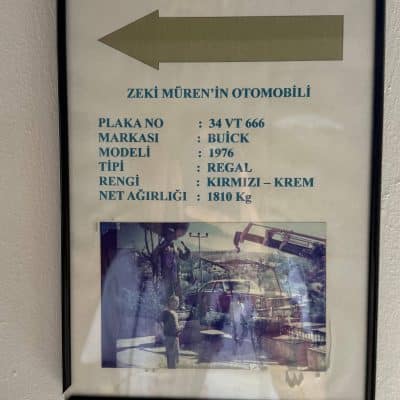 ZEKİ MÜREN'İN OTOMOBİLİ
PLAKA NO : 34 VT 666
MARKASI : BUİCK
MODELİ : 1976
TİPİ : REGAL
RENGİ : KIRMIZI – KREM
NET AĞIRLIĞI : 1810 Kg